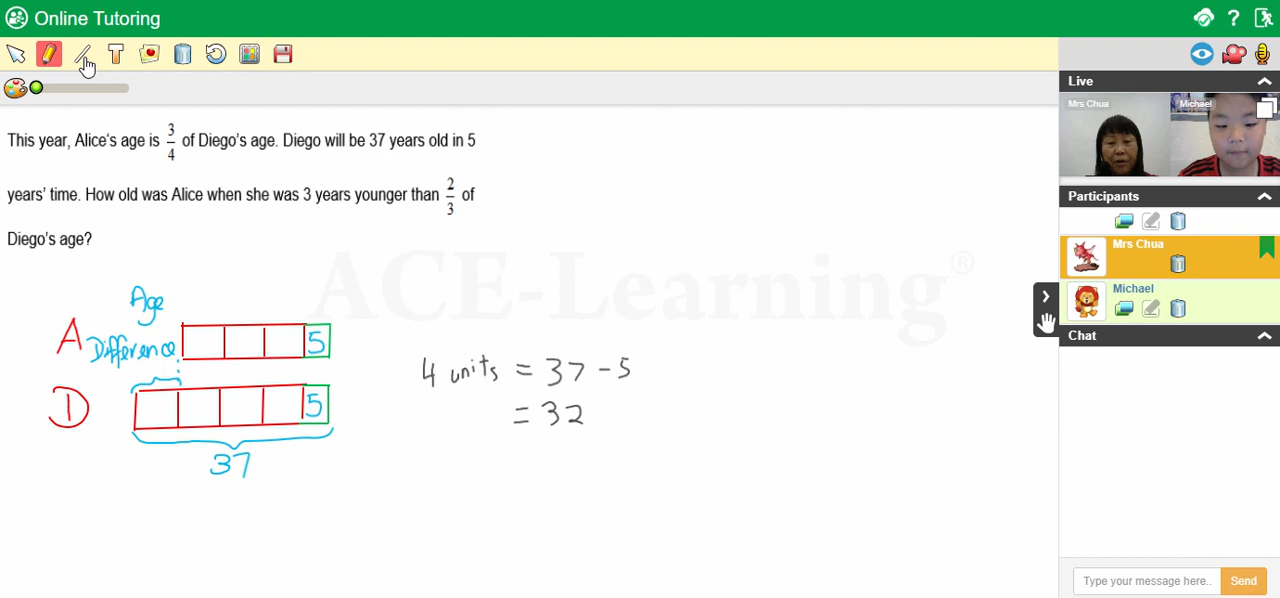 Online Tutoring
?
Live
Mrs Chua
Michael
This year, Alice's age is 3/4 of Diego's age. Diego will be 37 years old in 5
years' time. How old was Alice when she was 3 years younger than 2/3 of
Diego's age?
ACE-Learning®
Age
Difference
A
5
D
5
37
4 units = 37 - 5
= 32
Participants
Mrs Chua
Michael
Chat
Type your message here..
Send